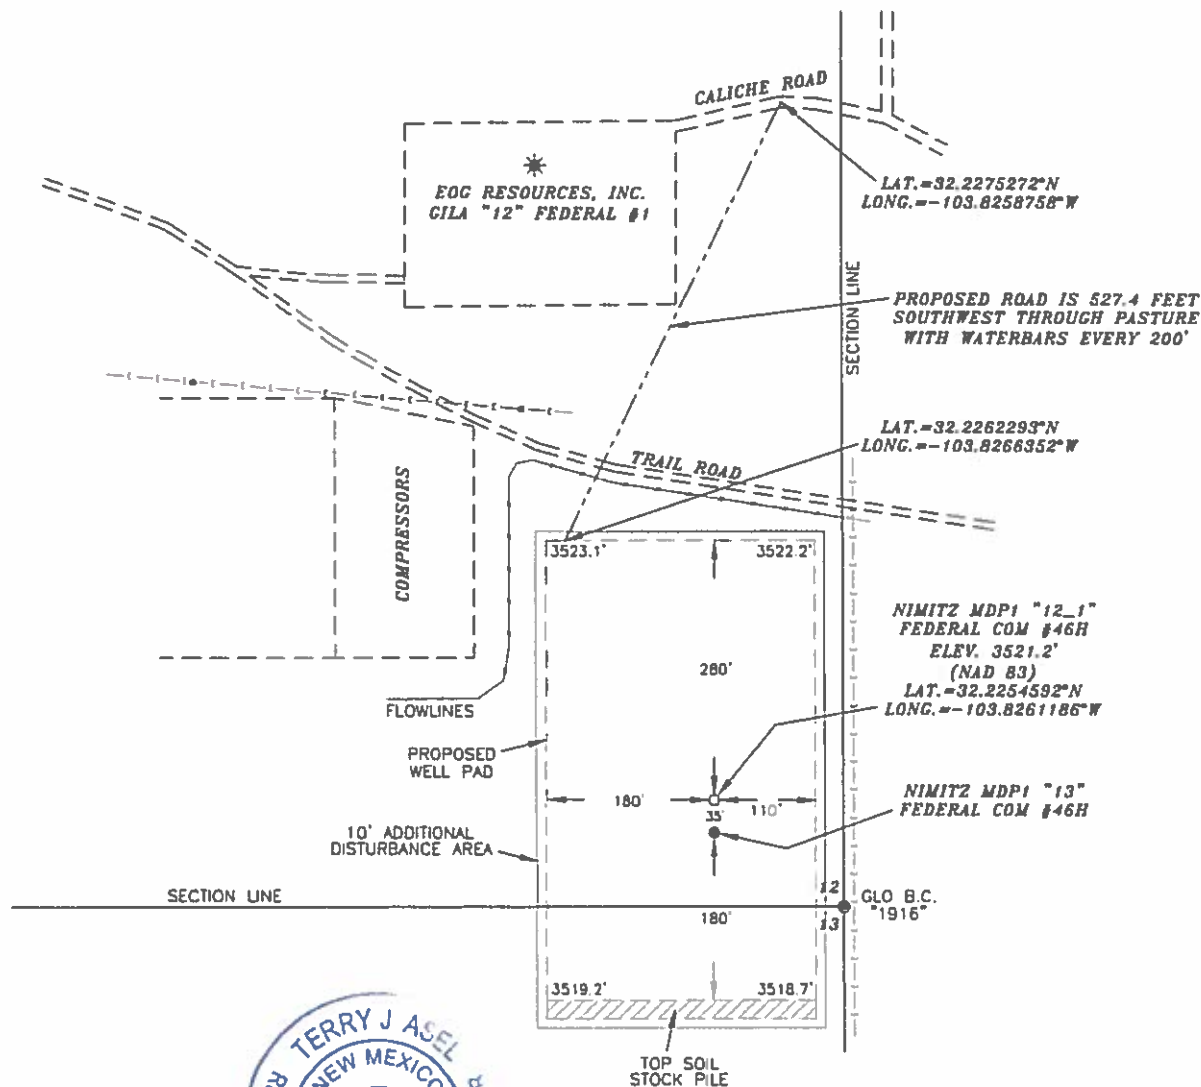 CALICHE ROAD
EOG RESOURCES, INC.
GILA "12" FEDERAL #1
LAT.=32.2275272°N
LONG.=-103.8258758°W
SECTION LINE
PROPOSED ROAD IS 527.4 FEET
SOUTHWEST THROUGH PASTURE
WITH WATERBARS EVERY 200'
LAT.=32.2262293°N
LONG.=-103.8266352°W
TRAIL ROAD
COMPRESSORS
3523.1'
3522.2'
NIMITZ MDP1 "12_1"
FEDERAL COM #46H
ELEV. 3521.2'
(NAD 83)
LAT.=32.2254592°N
LONG.=-103.8261186°W
280'
FLOWLINES
PROPOSED
WELL PAD
180'
110'
35'
NIMITZ MDP1 "13"
FEDERAL COM #46H
10' ADDITIONAL
DISTURBANCE AREA
SECTION LINE
12
13
GLO B.C.
"1916"
180'
3519.2'
3518.7'
TOP SOIL
STOCK PILE
TERRY J ASEL
NEW MEXICO